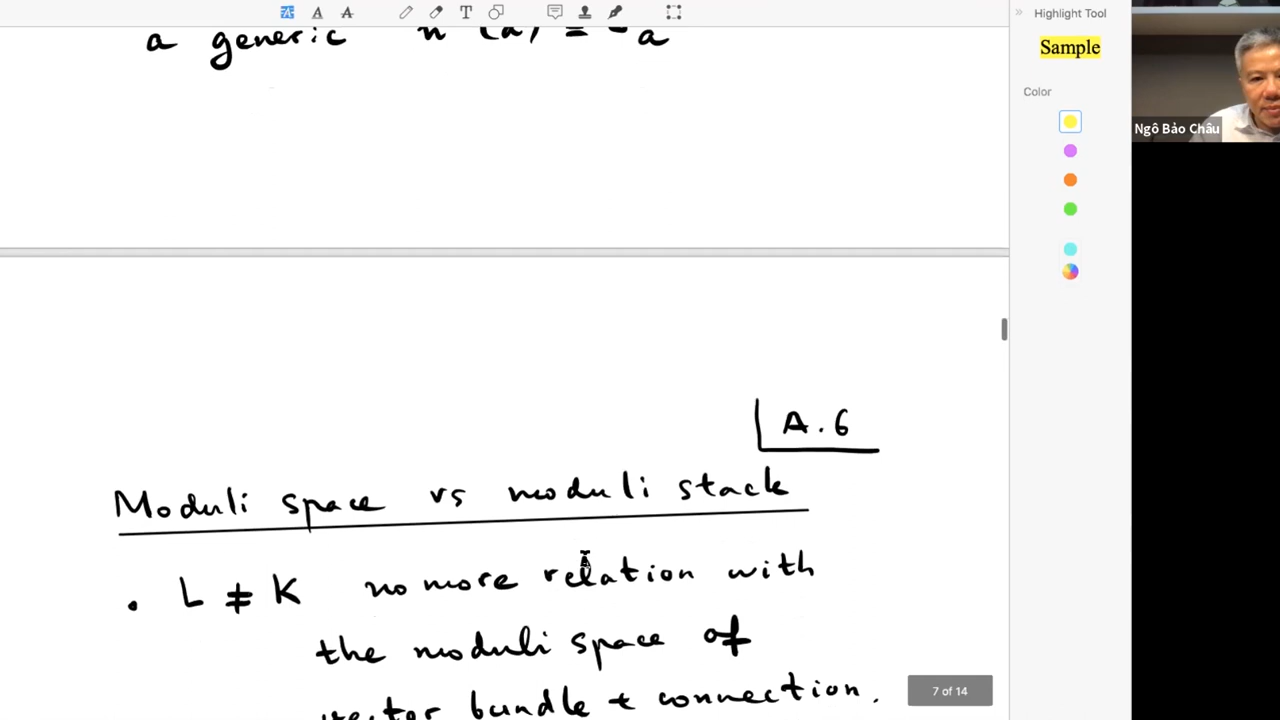 Highlight Tool
Sample
Color
Ngô Bảo Châu
a generic
A.6
Moduli space vs moduli stack
• L ≠ K no more relation with
the moduli space of
vector bundle + connection.
7 of 14